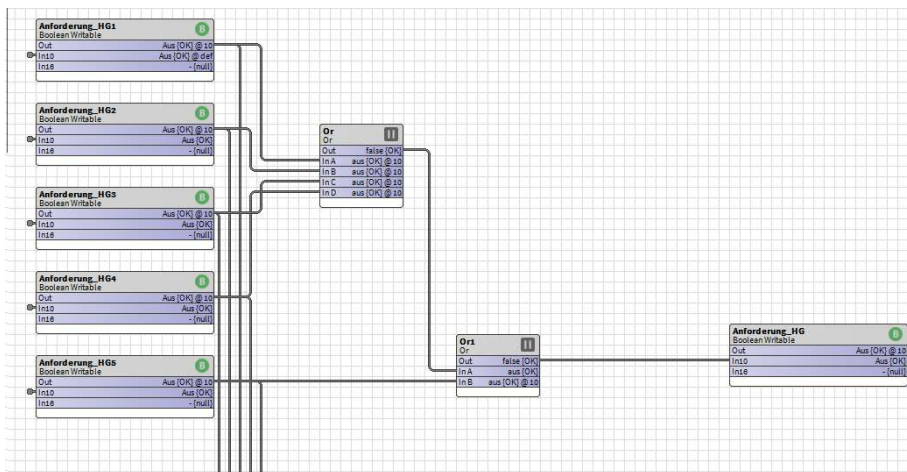 Anforderung_HG1
Boolean Writable
B
Out Aus {OK} @ 10
In10 Aus {OK} @ def
In16 - {null}
Anforderung_HG2
Boolean Writable
B
Out Aus {OK} @ 10
In10 Aus {OK}
In16 - {null}
Or
Or
Out false {OK}
In A aus {OK} @ 10
In B aus {OK} @ 10
In C aus {OK} @ 10
In D aus {OK} @ 10
Anforderung_HG3
Boolean Writable
B
Out Aus {OK} @ 10
In10 Aus {OK}
In16 - {null}
Anforderung_HG4
Boolean Writable
B
Out Aus {OK} @ 10
In10 Aus {OK}
In16 - {null}
Or1
Or
Out false {OK}
In A aus {OK}
In B aus {OK} @ 10
Anforderung_HG
Boolean Writable
B
Out Aus {OK} @ 10
In10 Aus {OK}
In16 - {null}
Anforderung_HG5
Boolean Writable
B
Out Aus {OK} @ 10
In10 Aus {OK}
In16 - {null}